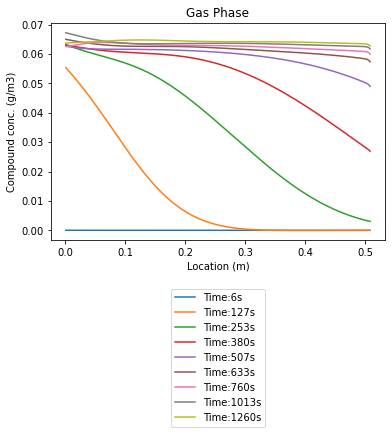 Gas Phase
0.07
0.06
0.05
0.04
0.03
0.02
0.01
0.00
Compound conc. (g/m3)
0.0 0.1 0.2 0.3 0.4 0.5
Location (m)
Time:6s
Time:127s
Time:253s
Time:380s
Time:507s
Time:633s
Time:760s
Time:1013s
Time:1260s